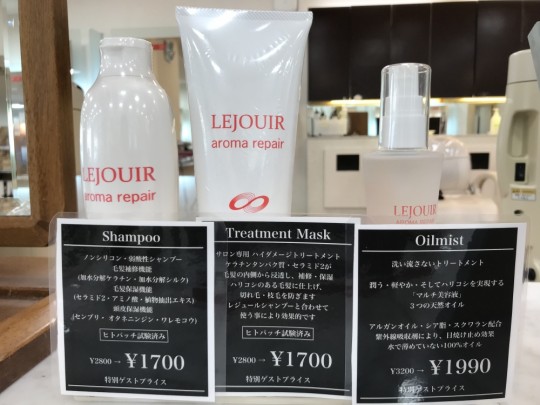 LEJOUIR
aroma repair
LEJOUIR
aroma repair
LEJOUIR
AROMA REPAIR
Shampoo
ノンシリコン・弱酸性シャンプー
毛髪補修機能
(加水分解ケラチン・加水分解シルク)
毛髪保湿機能
(セラミド2・アミノ酸・植物抽出エキス)
頭皮保湿機能
(センブリ・オタネニンジン・ワレモコウ)
ヒトパッチ試験済み
¥2800→ ¥1700
特別ゲストプライス
Treatment Mask
サロン専用 ハイダメージトリートメント
ケラチンタンパク質・セラミド2が
毛髪の内側から浸透し、補修・保湿
ハリコシのある毛髪に仕上げ、
切れ毛・枝毛を防ぎます
レジュールシャンプーと合わせて
使う事により効果的です
ヒトパッチ試験済み
¥2800→ ¥1700
特別ゲストプライス
Oilmist
洗い流さないトリートメント
潤う・軽やか・そしてハリコシを実現する
「マルチ美容液」
3つの天然オイル
アルガンオイル・シア脂・スクワラン配合
紫外線吸収剤により、日焼け止め効果
水で薄めていない100%オイル
¥3200→ ¥1990
特別ゲストプライス